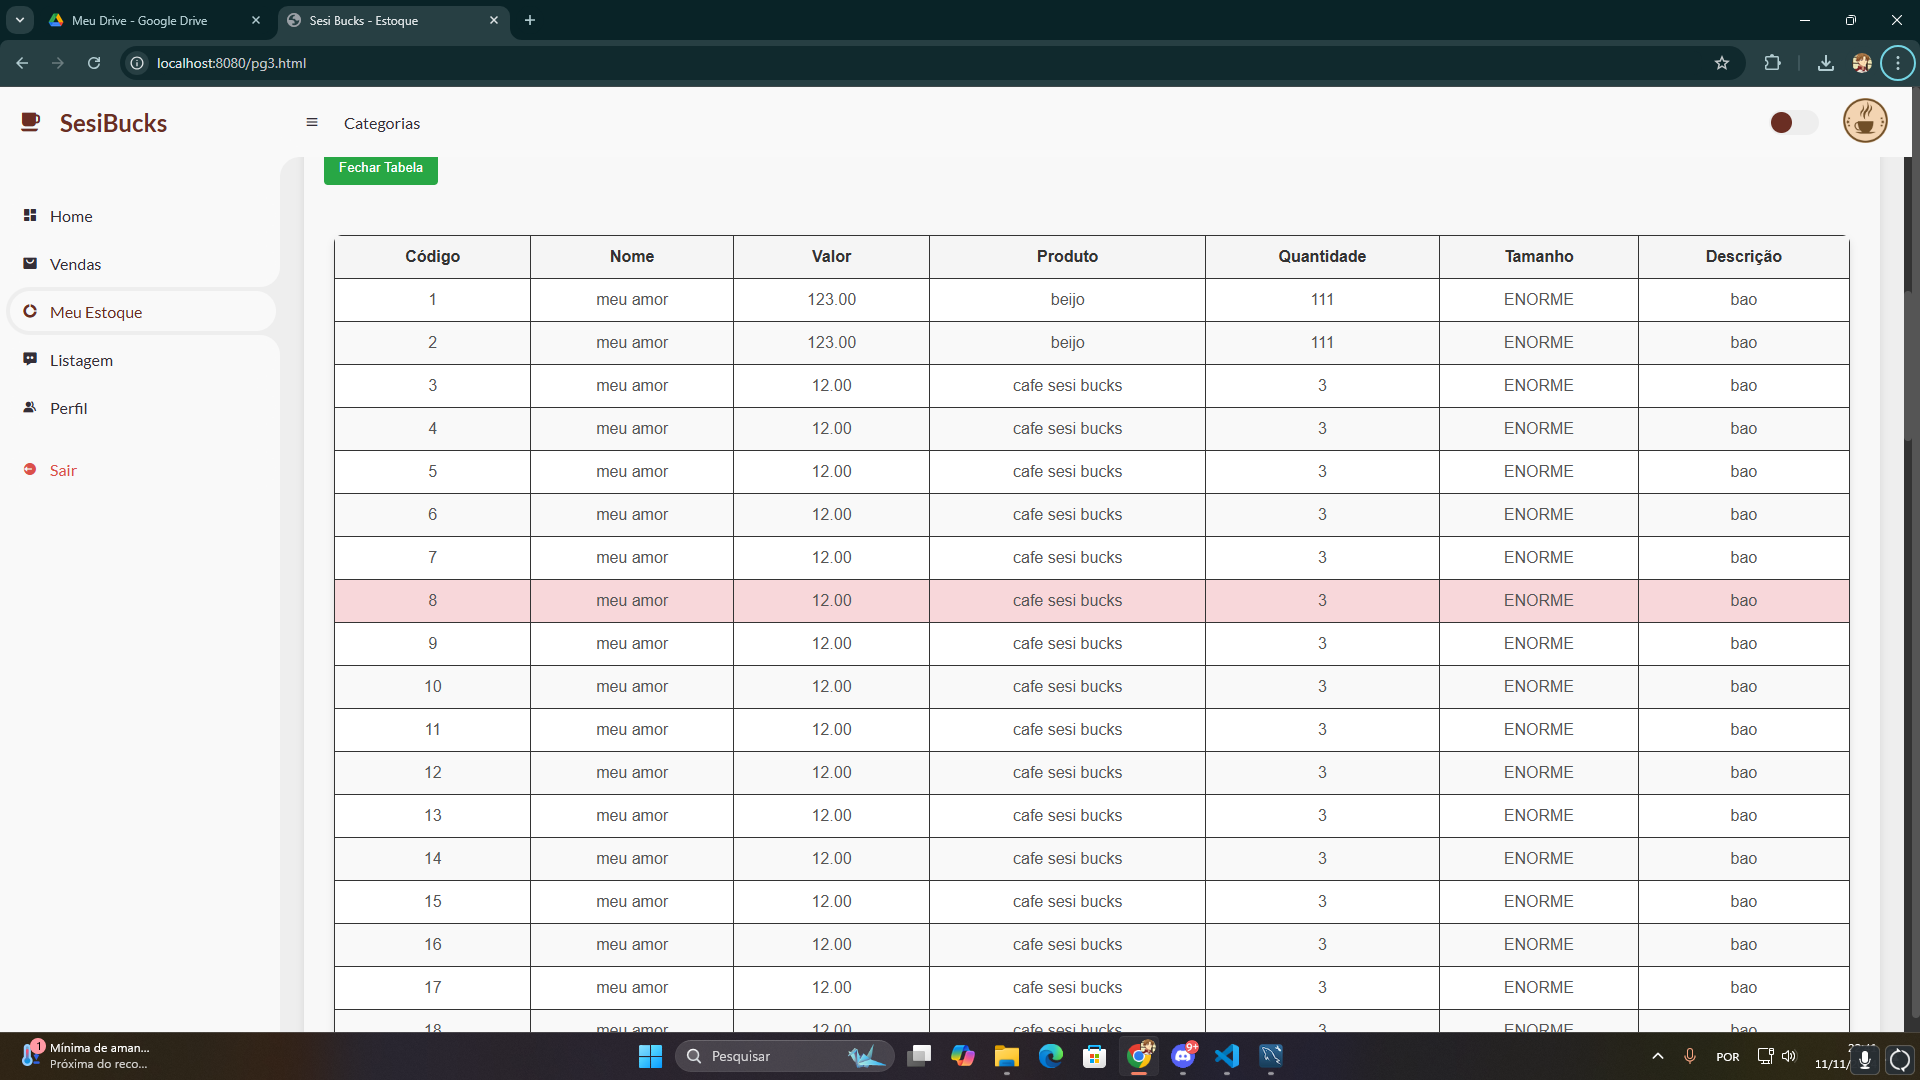 Meu Drive - Google Drive
Sesi Bucks - Estoque
localhost:8080/pg3.html
SesiBucks
Categorias
Fechar Tabela
Home
Vendas
Meu Estoque
Listagem
Perfil
Sair
Código Nome Valor Produto Quantidade Tamanho Descrição
1 meu amor 123.00 beijo 111 ENORME bao
2 meu amor 123.00 beijo 111 ENORME bao
3 meu amor 12.00 cafe sesi bucks 3 ENORME bao
4 meu amor 12.00 cafe sesi bucks 3 ENORME bao
5 meu amor 12.00 cafe sesi bucks 3 ENORME bao
6 meu amor 12.00 cafe sesi bucks 3 ENORME bao
7 meu amor 12.00 cafe sesi bucks 3 ENORME bao
8 meu amor 12.00 cafe sesi bucks 3 ENORME bao
9 meu amor 12.00 cafe sesi bucks 3 ENORME bao
10 meu amor 12.00 cafe sesi bucks 3 ENORME bao
11 meu amor 12.00 cafe sesi bucks 3 ENORME bao
12 meu amor 12.00 cafe sesi bucks 3 ENORME bao
13 meu amor 12.00 cafe sesi bucks 3 ENORME bao
14 meu amor 12.00 cafe sesi bucks 3 ENORME bao
15 meu amor 12.00 cafe sesi bucks 3 ENORME bao
16 meu amor 12.00 cafe sesi bucks 3 ENORME bao
17 meu amor 12.00 cafe sesi bucks 3 ENORME bao
18 meu amor 12.00 cafe sesi bucks 3 ENORME bao
1
Mínima de aman...
Próxima do reco...
Pesquisar
9+
POR
11/11/